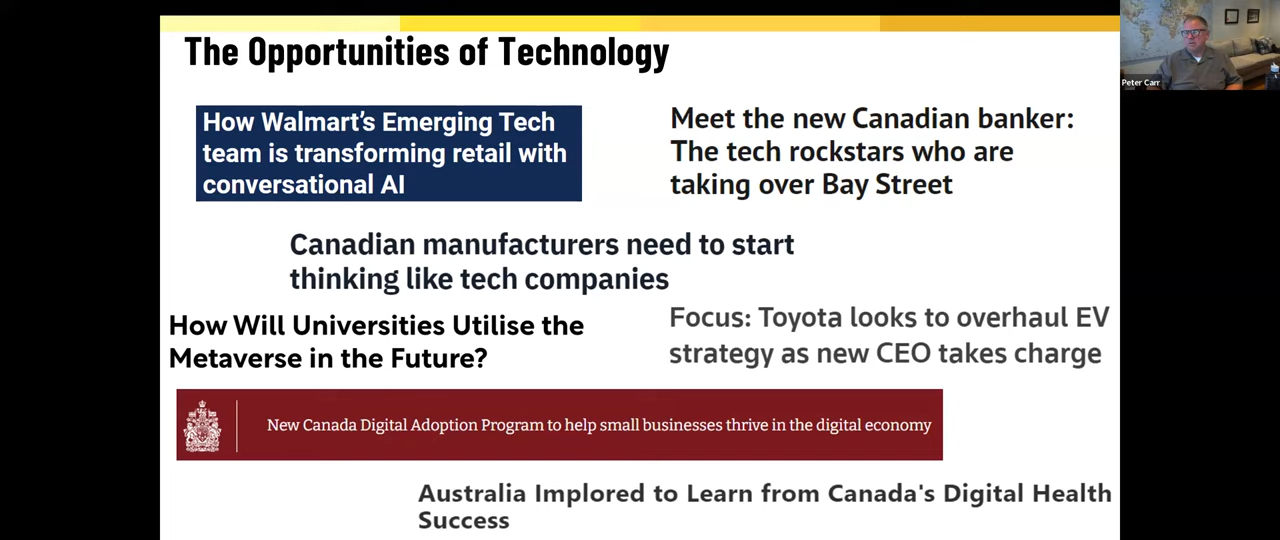 The Opportunities of Technology
How Walmart's Emerging Tech
team is transforming retail with
conversational AI
Meet the new Canadian banker:
The tech rockstars who are
taking over Bay Street
Canadian manufacturers need to start
thinking like tech companies
How Will Universities Utilise the
Metaverse in the Future?
Focus: Toyota looks to overhaul EV
strategy as new CEO takes charge
New Canada Digital Adoption Program to help small businesses thrive in the digital economy
Australia Implored to Learn from Canada's Digital Health
Success
Peter Carr